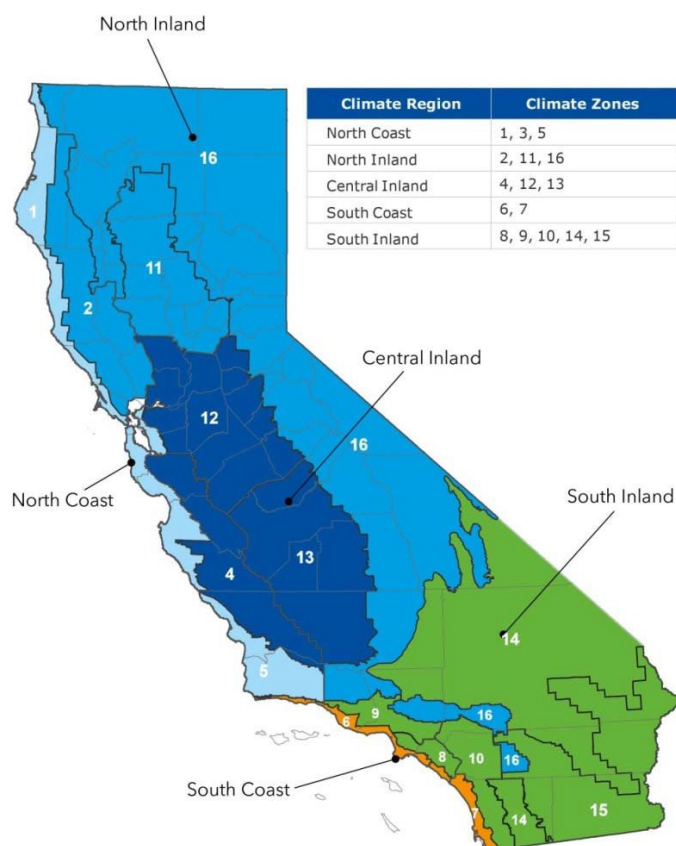 North Inland
Climate Region Climate Zones
North Coast 1, 3, 5
North Inland 2, 11, 16
Central Inland 4, 12, 13
South Coast 6, 7
South Inland 8, 9, 10, 14, 15
16
1
11
2
Central Inland
12
16
North Coast
South Inland
13
4
14
5
9
16
6
8
10
16
South Coast
7
14
15